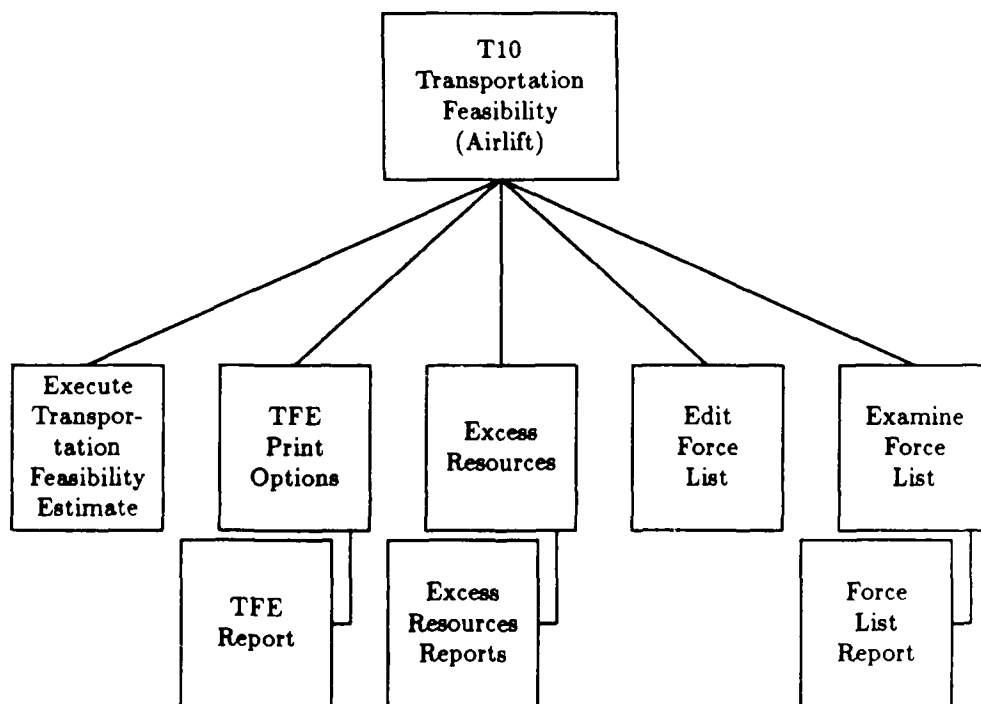 T10
Transportation
Feasibility
(Airlift)
Execute
Transpor-
tation
Feasibility
Estimate
TFE
Print
Options
Excess
Resources
Edit
Force
List
Examine
Force
List
TFE
Report
Excess
Resources
Reports
Force
List
Report